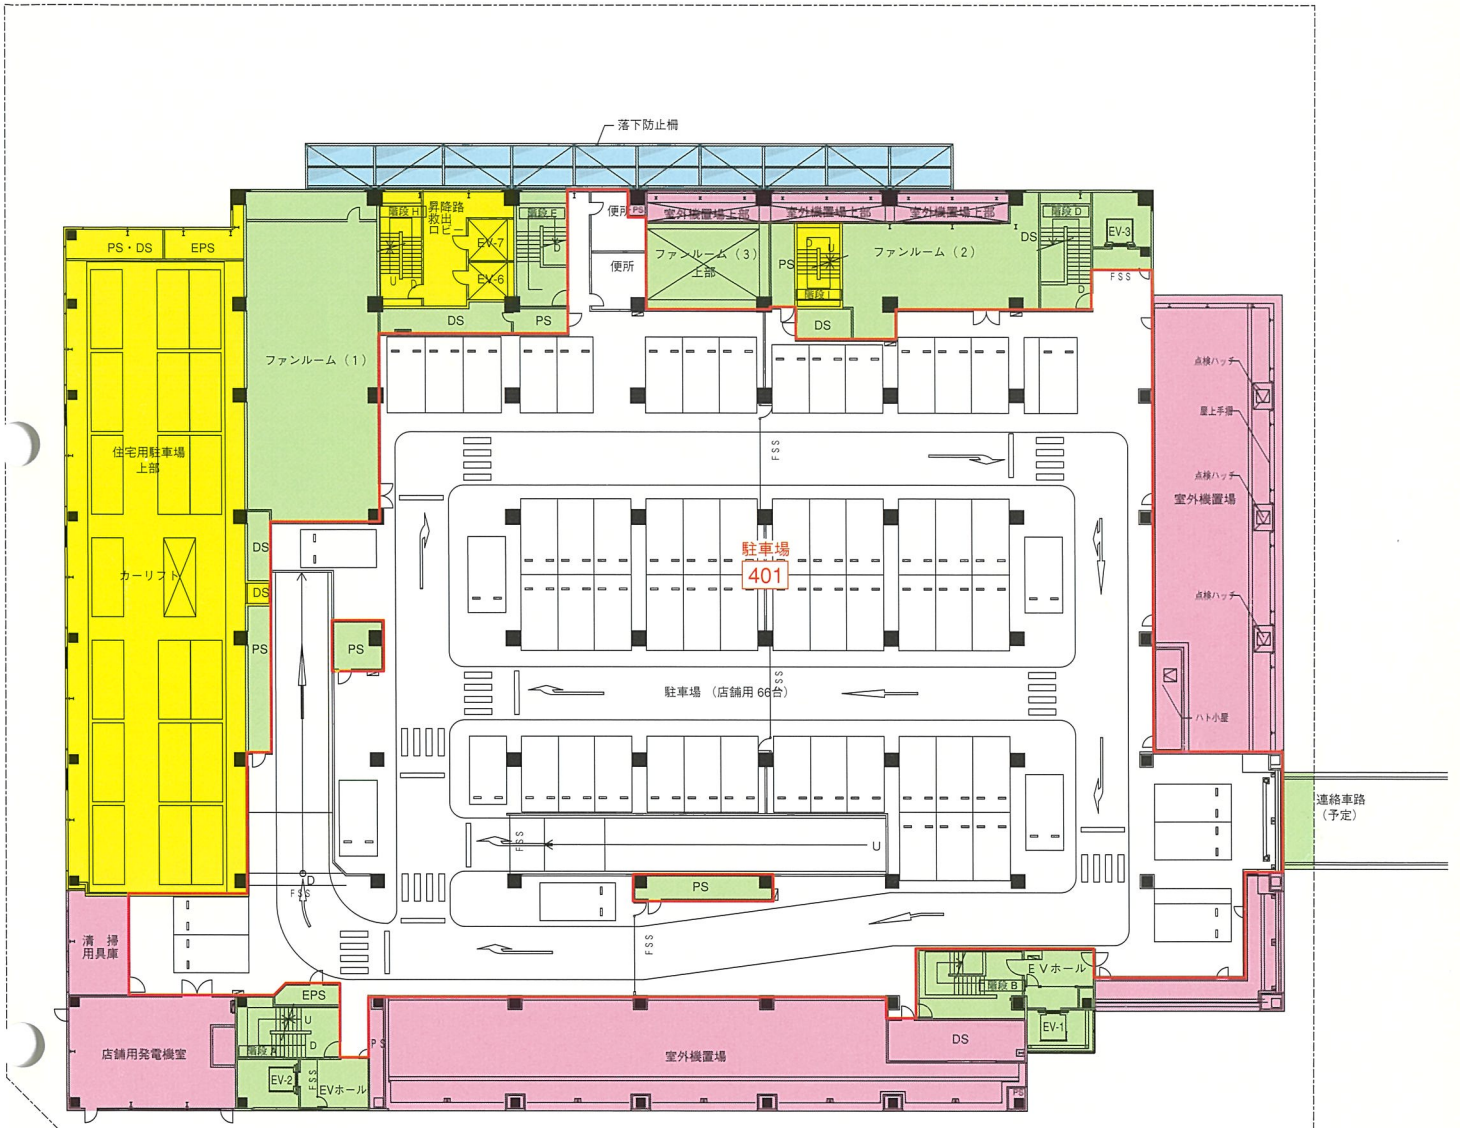 落下防止柵
PS・DS
EPS
階段H
昇降路
救出
ロビー
EV-7
EV-6
U
D
階段E
D
便所
PS
便所
室外機置場上部
室外機置場上部
室外機置場上部
ファンルーム（3）
上部
PS
D
U
階段I
ファンルーム（2）
DS
階段D
D
EV-3
FSS
DS
PS
DS
ファンルーム（1）
点検ハッチ
屋上手摺
点検ハッチ
室外機置場
点検ハッチ
ハト小屋
住宅用駐車場
上部
カーリフト
FSS
DS
DS
PS
PS
駐車場
401
FSS
駐車場（店舗用 66台）
連絡車路
（予定）
FSS
U
D
FSS
PS
FSS
清掃
用具庫
EPS
階段A
U
D
店舗用発電機室
EV-2
FSS
EVホール
PS
室外機置場
DS
階段B
EVホール
EV-1
PS